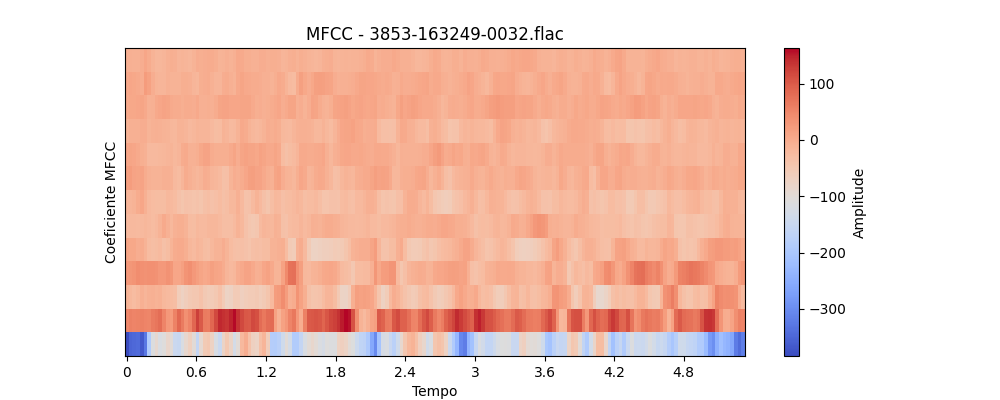 MFCC - 3853-163249-0032.flac
Coeficiente MFCC
0 0.6 1.2 1.8 2.4 3 3.6 4.2 4.8
Tempo
100
0
−100
−200
−300
Amplitude